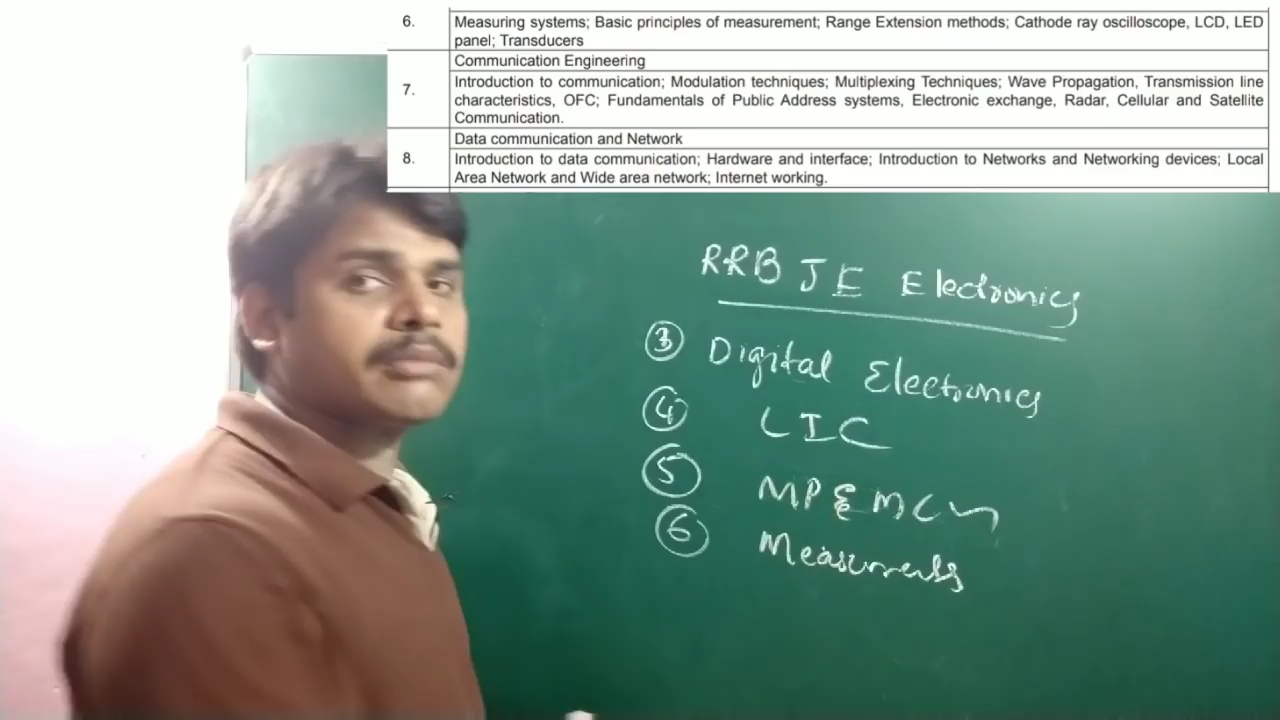 6.
Measuring systems; Basic principles of measurement; Range Extension methods; Cathode ray oscilloscope, LCD, LED
panel; Transducers
Communication Engineering
7.
Introduction to communication; Modulation techniques; Multiplexing Techniques; Wave Propagation, Transmission line
characteristics, OFC; Fundamentals of Public Address systems, Electronic exchange, Radar, Cellular and Satellite
Communication.
Data communication and Network
8.
Introduction to data communication; Hardware and interface; Introduction to Networks and Networking devices; Local
Area Network and Wide area network; Internet working.
RRB JE Electronics
3 Digital Electronics
4 LIC
5 MP & MC
6 Measurements